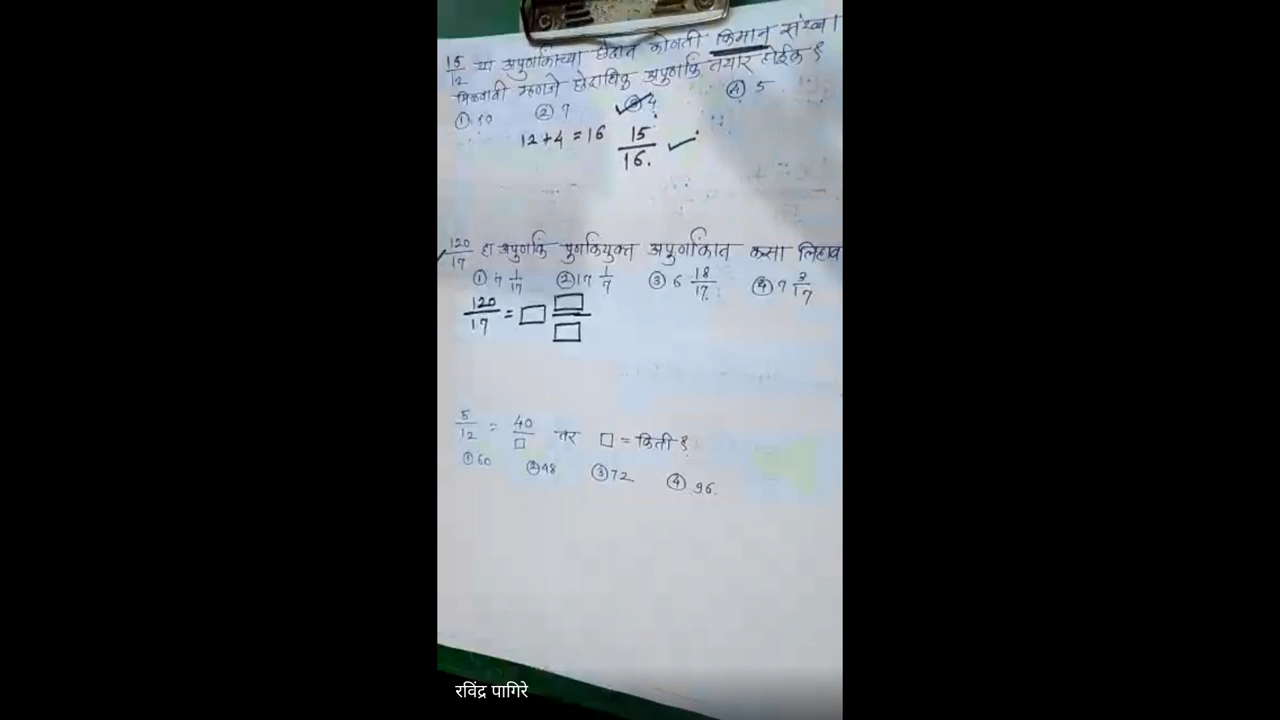 15/12 या अपुर्णांकाच्या छेदात कोणती किमान संख्या
मिळवावी म्हणजे छेदाधिक अपुर्णांक तयार होईल ?
① 10 ② 7 ③ 4 ④ 5
12+4 = 16 15/16.
120/17 हा अपुर्णांक पुर्णांकयुक्त अपुर्णांकात कसा लिहाव
① 7 1/17 ② 17 1/7 ③ 6 18/17 ④ 7 3/17
120/17 = □ □/□
5/12 = 40/□ तर □ = किती ?
① 60 ② 48 ③ 72 ④ 96.
रविंद्र पागिरे